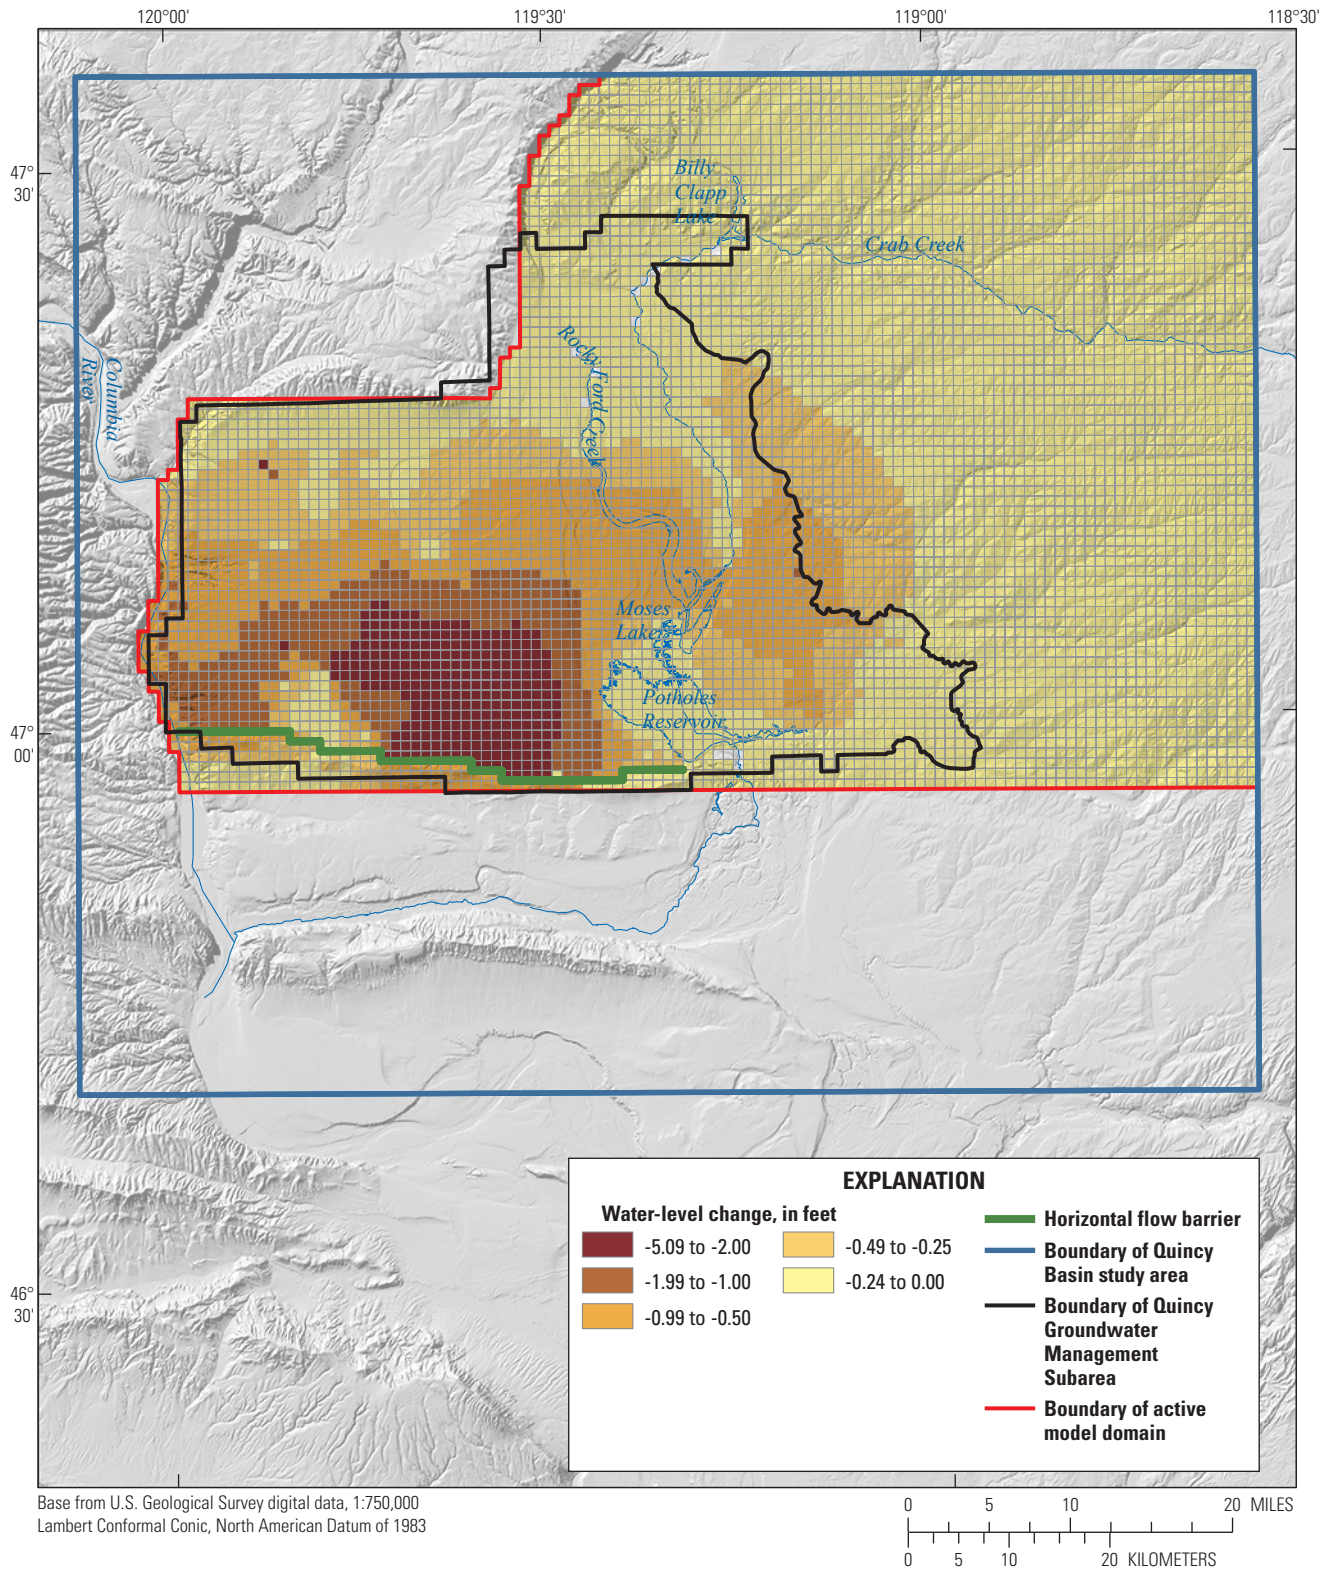 120°00'
119°30'
119°00'
118°30'
47°
30'
Billy
Clapp
Lake
Crab Creek
Rocky Ford Creek
Columbia
River
Moses
Lake
Potholes
Reservoir
47°
00'
46°
30'
EXPLANATION
Water-level change, in feet
-5.09 to -2.00
-1.99 to -1.00
-0.99 to -0.50
-0.49 to -0.25
-0.24 to 0.00
Horizontal flow barrier
Boundary of Quincy
Basin study area
Boundary of Quincy
Groundwater
Management
Subarea
Boundary of active
model domain
Base from U.S. Geological Survey digital data, 1:750,000
Lambert Conformal Conic, North American Datum of 1983
0 5 10 20 MILES
0 5 10 20 KILOMETERS